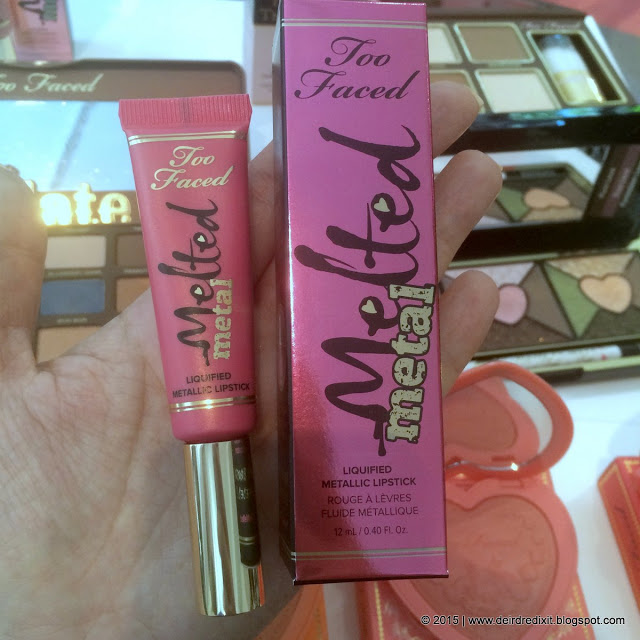 Too Faced
ate
Too
Faced
Melted
metal
LIQUIFIED
METALLIC LIPSTICK
Too
Faced
Melted
metal
LIQUIFIED
METALLIC LIPSTICK
ROUGE À LÈVRES
FLUIDE MÉTALLIQUE
12 mL / 0.40 Fl. Oz.
© 2015 | www.deirdredixit.blogspot.com